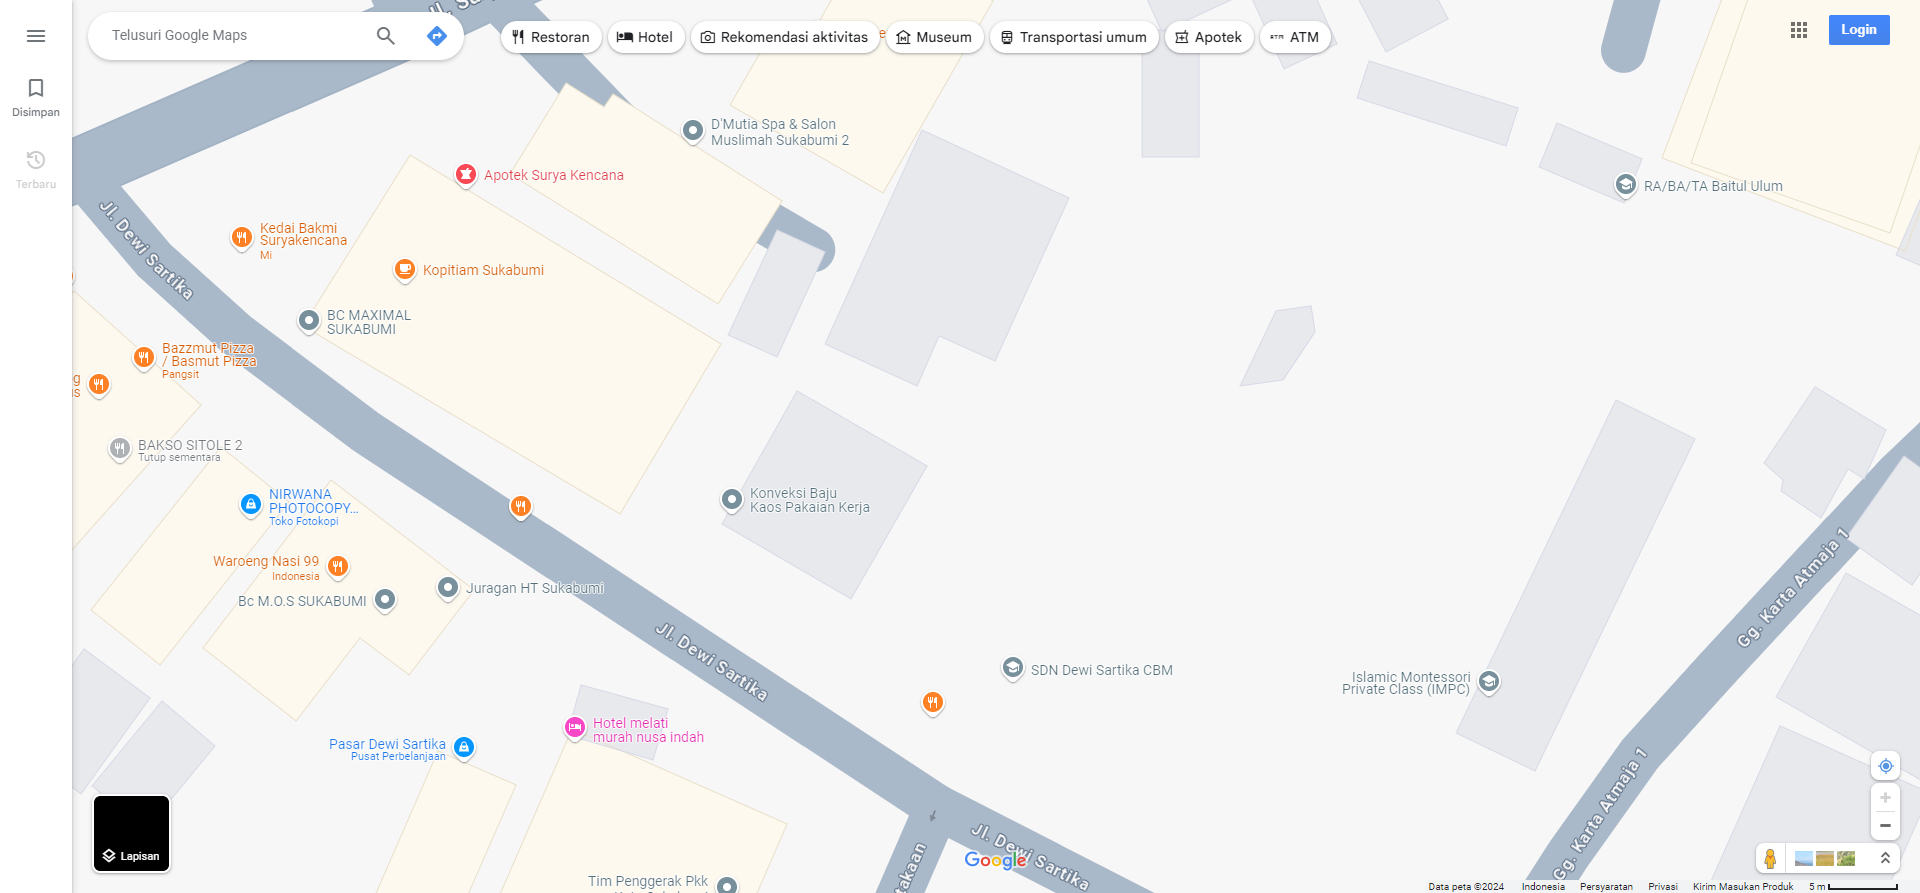 Telusuri Google Maps
Restoran
Hotel
Rekomendasi aktivitas
Museum
Transportasi umum
Apotek
ATM
Login
Disimpan
Terbaru
D'Mutia Spa & Salon
Muslimah Sukabumi 2
Apotek Surya Kencana
RA/BA/TA Baitul Ulum
Jl. Dewi Sartika
Kedai Bakmi
Suryakencana
Mi
Kopitiam Sukabumi
BC MAXIMAL
SUKABUMI
Bazzmut Pizza
/ Basmut Pizza
Pangsit
BAKSO SITOLE 2
Tutup sementara
NIRWANA
PHOTOCOPY...
Toko Fotokopi
Konveksi Baju
Kaos Pakaian Kerja
Waroeng Nasi 99
Indonesia
Bc M.O.S SUKABUMI
Juragan HT Sukabumi
Gg. Karta Atmaja 1
Jl. Dewi Sartika
SDN Dewi Sartika CBM
Islamic Montessori
Private Class (IMPC)
Hotel melati
murah nusa indah
Pasar Dewi Sartika
Pusat Perbelanjaan
Gg. Karta Atmaja 1
Lapisan
Jl. Dewi Sartika
Google
Tim Penggerak Pkk
Data peta ©2024
Indonesia
Persyaratan
Privasi
Kirim Masukan Produk
5 m